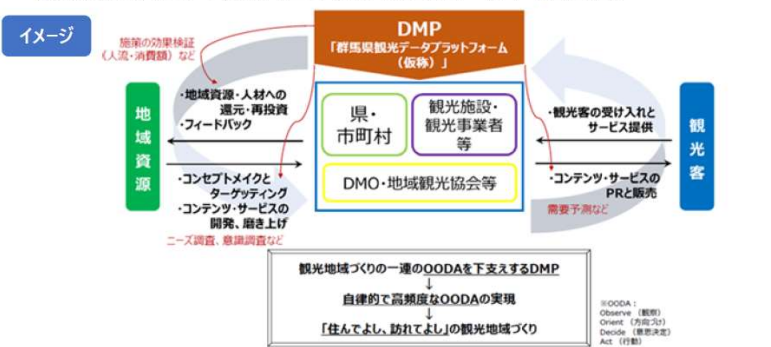 イメージ
施策の効果検証
（人流・消費額）など
DMP
「群馬県観光データプラットフォーム
（仮称）」
地域資源
・地域資源・人材への
還元・再投資
・フィードバック
・コンセプトメイクと
ターゲッティング
・コンテンツ・サービスの
開発、磨き上げ
ニーズ調査、意識調査など
県・
市町村
観光施設・
観光事業者
等
DMO・地域観光協会等
・観光客の受け入れと
サービス提供
・コンテンツ・サービスの
PRと販売
需要予測など
観光客
観光地域づくりの一連のOODAを下支えするDMP
↓
自律的で高頻度なOODAの実現
↓
「住んでよし、訪れてよし」の観光地域づくり
※OODA：
Observe （観察）
Orient （方向づけ）
Decide （意思決定）
Act （行動）